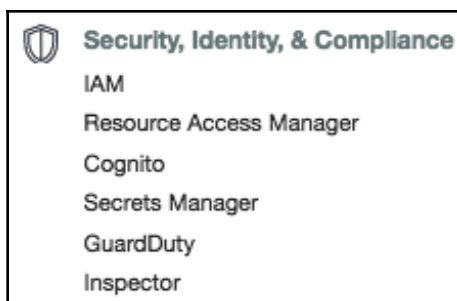 Security, Identity, & Compliance
IAM
Resource Access Manager
Cognito
Secrets Manager
GuardDuty
Inspector